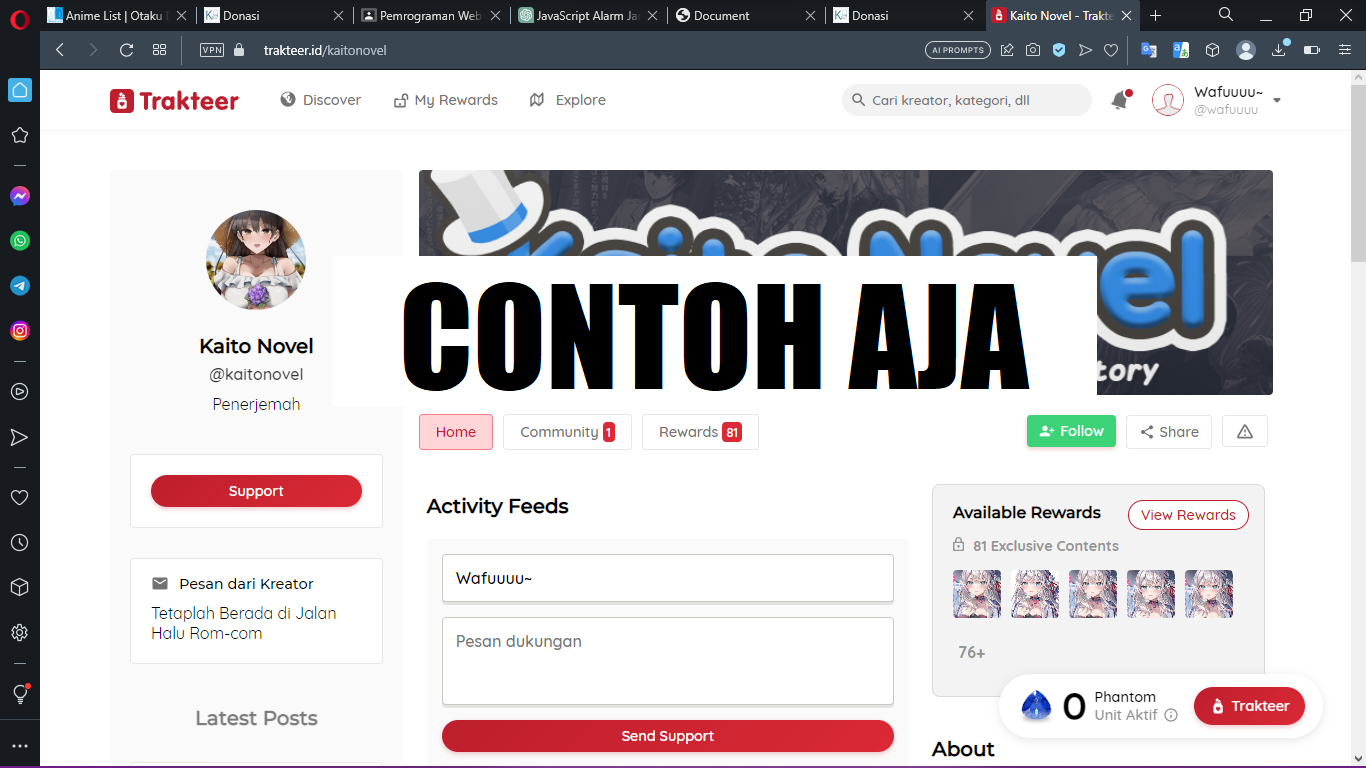 Anime List | Otaku D
Donasi
Pemrograman Web
JavaScript Alarm Ja
Document
Donasi
Kaito Novel - Trakte
VPN
trakteer.id/kaitonovel
AI PROMPTS
Trakteer
Discover
My Rewards
Explore
Cari kreator, kategori, dll
Wafuuuu~
@wafuuuu
Kaito Novel
CONTOH AJA
tory
Kaito Novel
@kaitonovel
Penerjemah
Home
Community 1
Rewards 81
Follow
Share
Support
Activity Feeds
Available Rewards
View Rewards
81 Exclusive Contents
Wafuuuu~
Pesan dari Kreator
Tetaplah Berada di Jalan
Halu Rom-com
Pesan dukungan
76+
0
Phantom
Unit Aktif
Trakteer
Latest Posts
Send Support
About